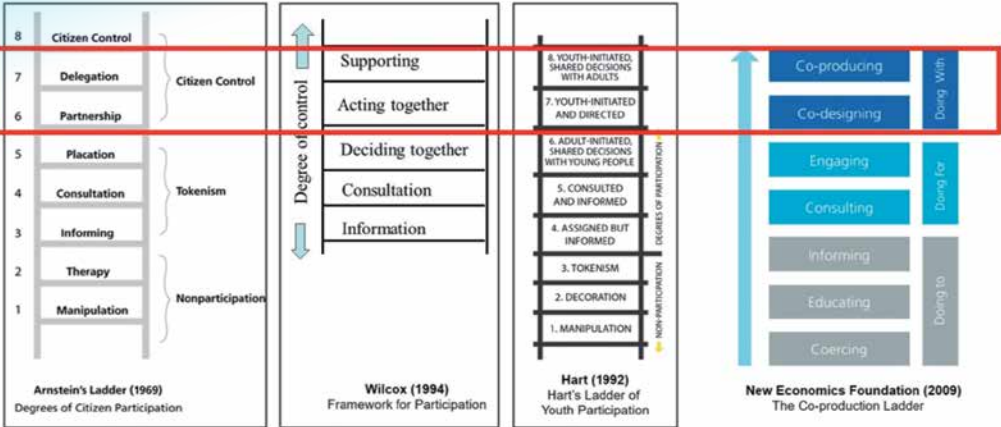 8 Citizen Control
7 Delegation
6 Partnership
Citizen Control
5 Placation
4 Consultation
3 Informing
Tokenism
2 Therapy
1 Manipulation
Nonparticipation
Arnstein's Ladder (1969)
Degrees of Citizen Participation
Degree of control
Supporting
Acting together
Deciding together
Consultation
Information
Wilcox (1994)
Framework for Participation
8. YOUTH-INITIATED,
SHARED DECISIONS
WITH ADULTS
7. YOUTH-INITIATED
AND DIRECTED
6. ADULT-INITIATED,
SHARED DECISIONS
WITH YOUNG PEOPLE
5. CONSULTED
AND INFORMED
4. ASSIGNED BUT
INFORMED
3. TOKENISM
2. DECORATION
1. MANIPULATION
DEGREES OF PARTICIPATION
NON-PARTICIPATION
Hart (1992)
Hart's Ladder of
Youth Participation
Co-producing
Co-designing
Doing With
Engaging
Consulting
Doing For
Informing
Educating
Coercing
Doing to
New Economics Foundation (2009)
The Co-production Ladder